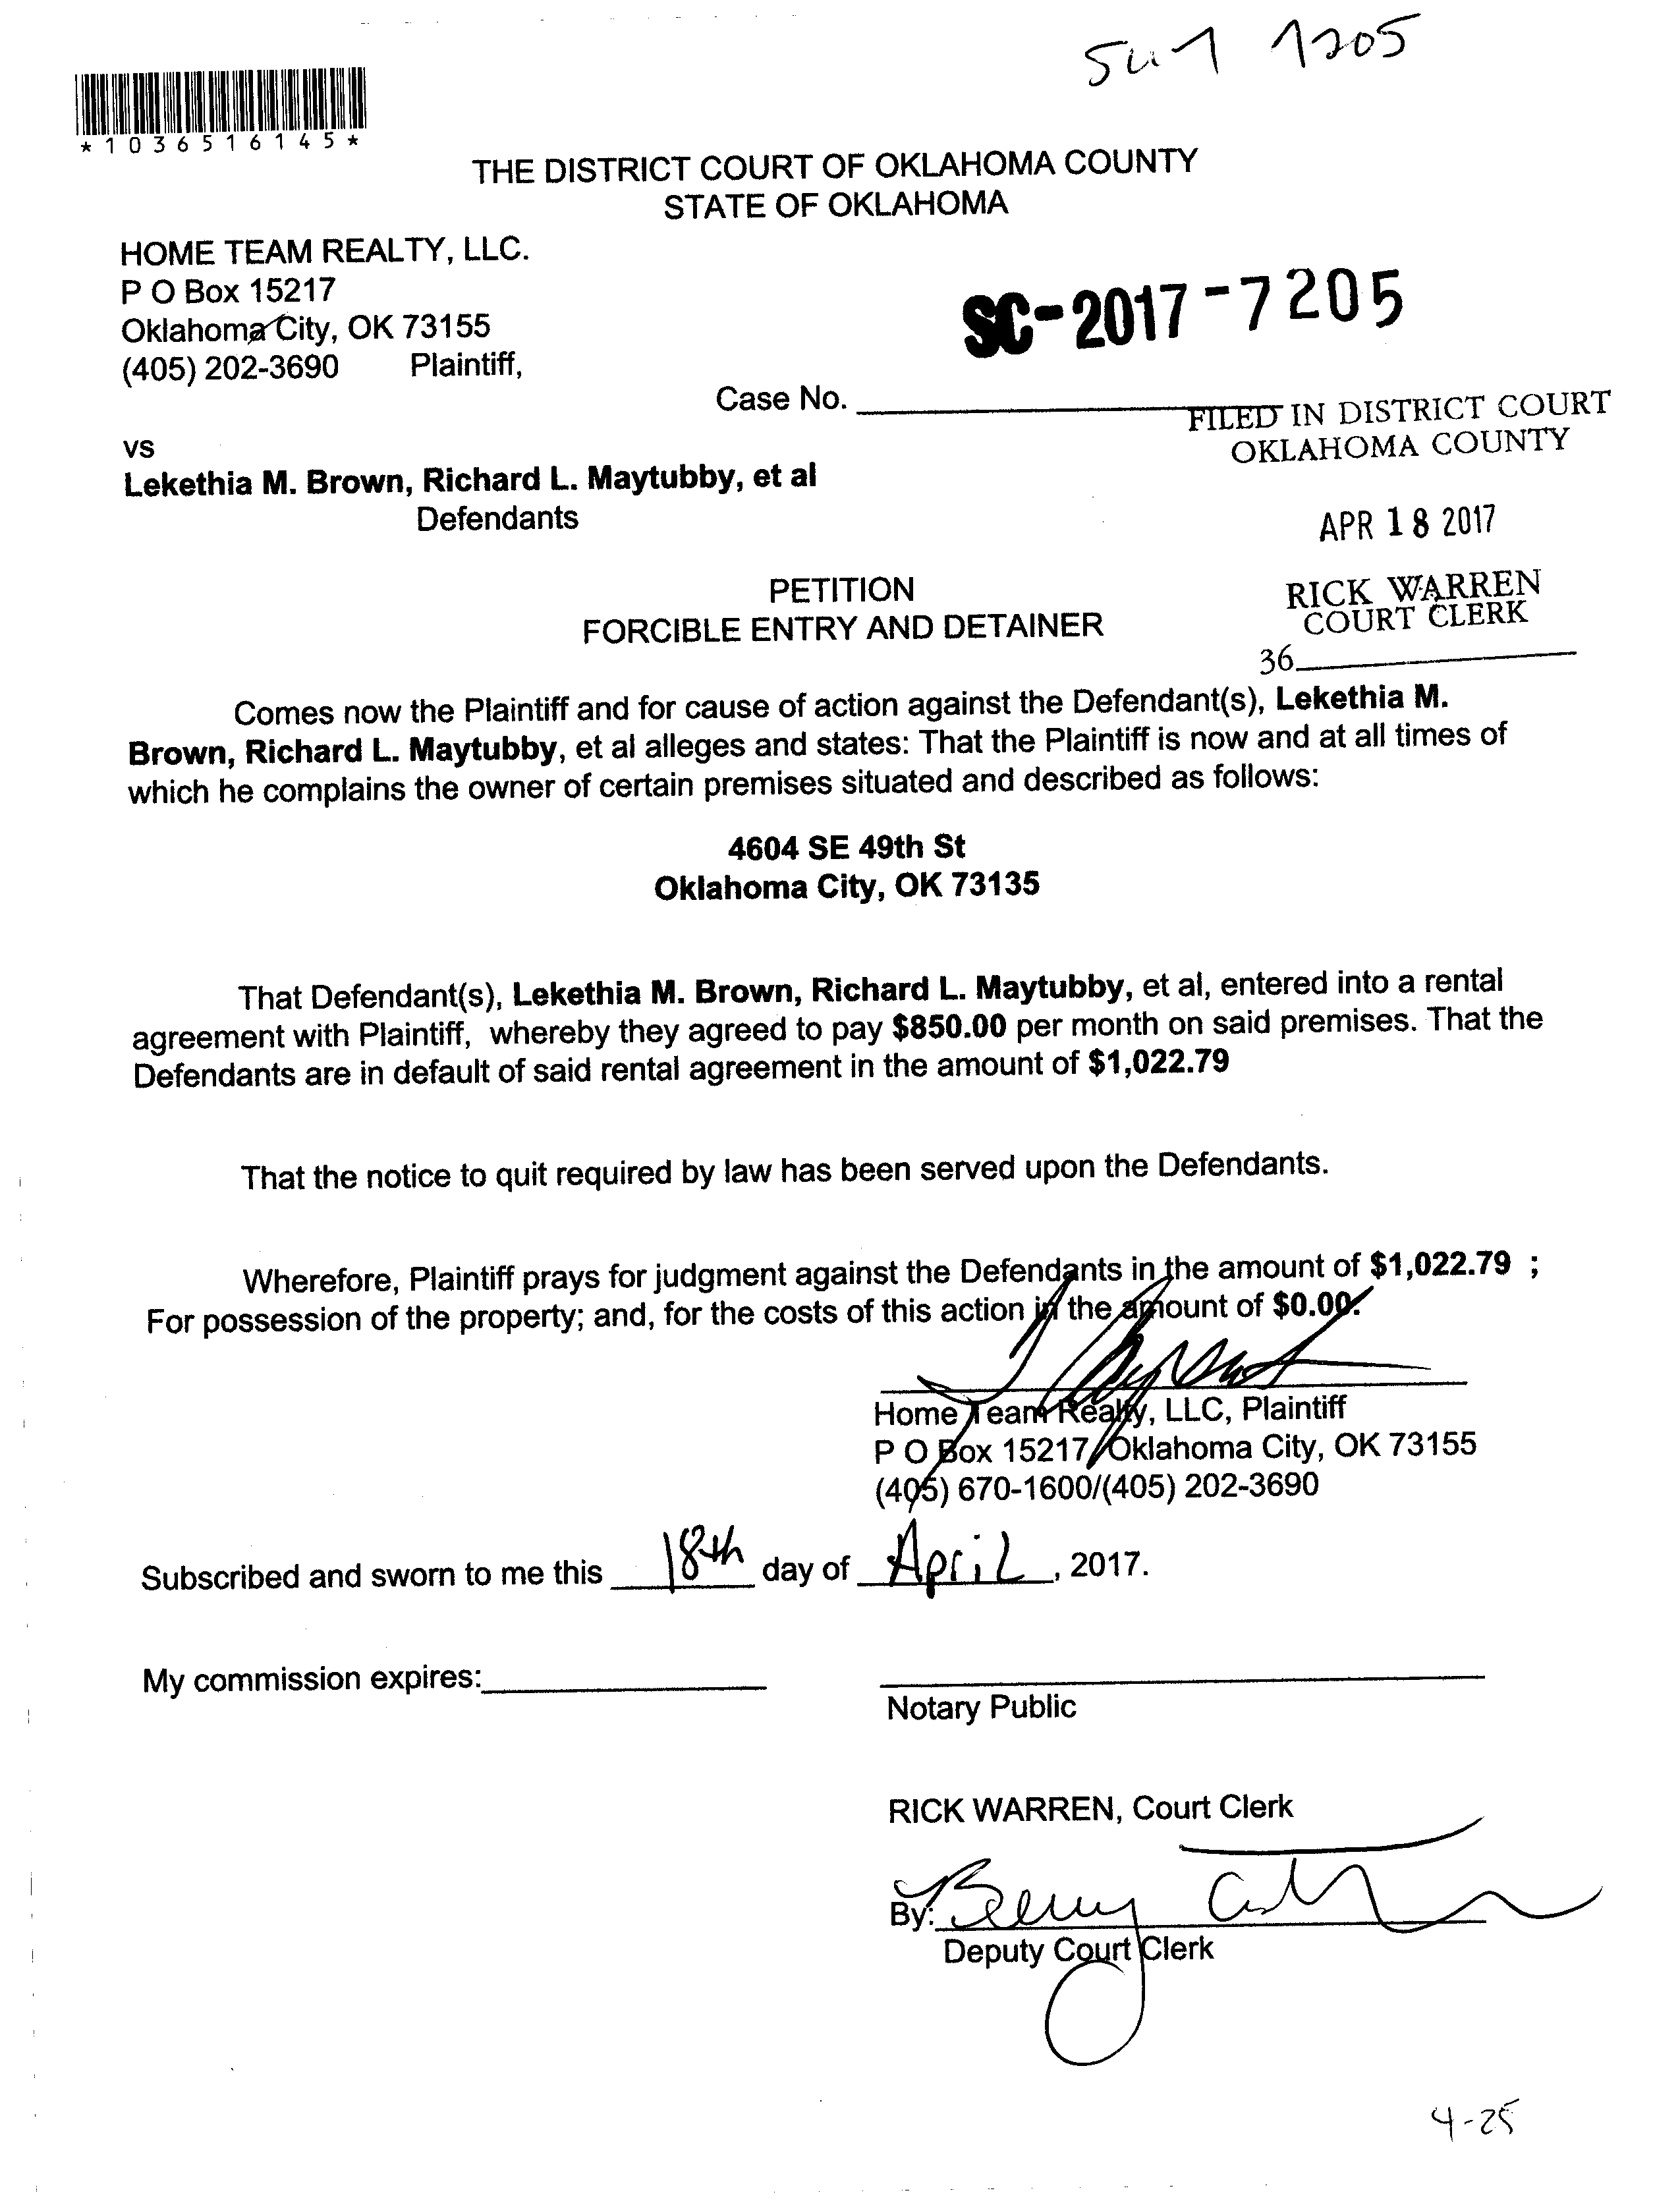 1205
*1036516145*
THE DISTRICT COURT OF OKLAHOMA COUNTY
STATE OF OKLAHOMA
HOME TEAM REALTY, LLC.
P O Box 15217
Oklahoma City, OK 73155
(405) 202-3690 Plaintiff,
SC-2017-7205
Case No.
FILED IN DISTRICT COURT
OKLAHOMA COUNTY
vs
Lekethia M. Brown, Richard L. Maytubby, et al
Defendants
APR 18 2017
PETITION
FORCIBLE ENTRY AND DETAINER
RICK WARREN
COURT CLERK
36
Comes now the Plaintiff and for cause of action against the Defendant(s), Lekethia M.
Brown, Richard L. Maytubby, et al alleges and states: That the Plaintiff is now and at all times of
which he complains the owner of certain premises situated and described as follows:
4604 SE 49th St
Oklahoma City, OK 73135
That Defendant(s), Lekethia M. Brown, Richard L. Maytubby, et al, entered into a rental
agreement with Plaintiff, whereby they agreed to pay $850.00 per month on said premises. That the
Defendants are in default of said rental agreement in the amount of $1,022.79
That the notice to quit required by law has been served upon the Defendants.
Wherefore, Plaintiff prays for judgment against the Defendants in the amount of $1,022.79 ;
For possession of the property; and, for the costs of this action in the amount of $0.00.
Home Team Realty, LLC, Plaintiff
P O Box 15217, Oklahoma City, OK 73155
(405) 670-1600/(405) 202-3690
Subscribed and sworn to me this 18th day of April, 2017.
My commission expires:
Notary Public
RICK WARREN, Court Clerk
By:
Deputy Court Clerk
4-25